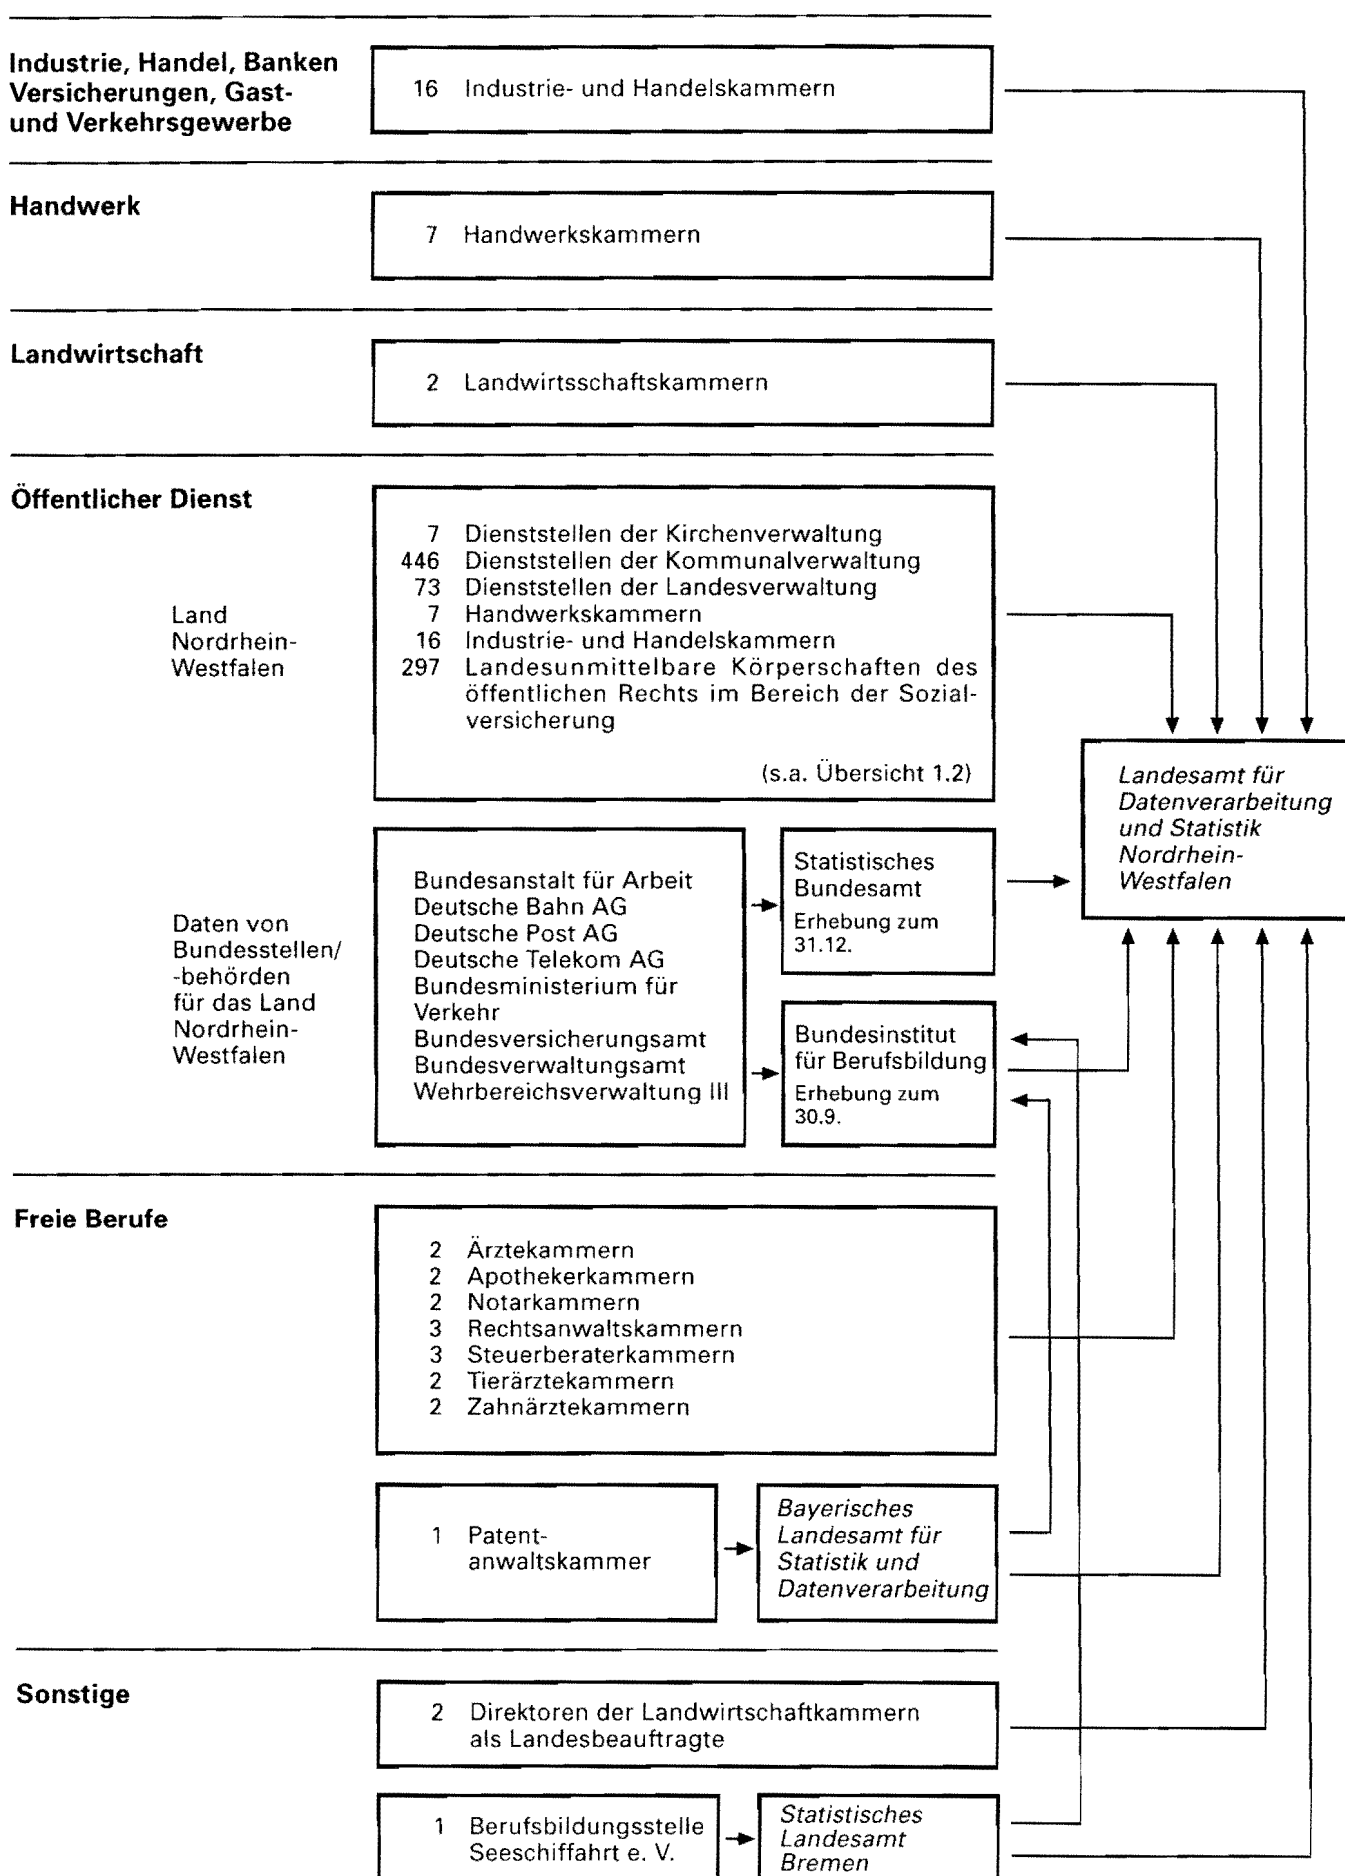 Industrie, Handel, Banken
Versicherungen, Gast-
und Verkehrsgewerbe
16 Industrie- und Handelskammern
Handwerk
7 Handwerkskammern
Landwirtschaft
2 Landwirtsschaftskammern
Öffentlicher Dienst
Land
Nordrhein-
Westfalen
7 Dienststellen der Kirchenverwaltung
446 Dienststellen der Kommunalverwaltung
73 Dienststellen der Landesverwaltung
7 Handwerkskammern
16 Industrie- und Handelskammern
297 Landesunmittelbare Körperschaften des
öffentlichen Rechts im Bereich der Sozial-
versicherung
(s.a. Übersicht 1.2)
Landesamt für
Datenverarbeitung
und Statistik
Nordrhein-
Westfalen
Daten von
Bundesstellen/
-behörden
für das Land
Nordrhein-
Westfalen
Bundesanstalt für Arbeit
Deutsche Bahn AG
Deutsche Post AG
Deutsche Telekom AG
Bundesministerium für
Verkehr
Bundesversicherungsamt
Bundesverwaltungsamt
Wehrbereichsverwaltung III
Statistisches
Bundesamt
Erhebung zum
31.12.
Bundesinstitut
für Berufsbildung
Erhebung zum
30.9.
Freie Berufe
2 Ärztekammern
2 Apothekerkammern
2 Notarkammern
3 Rechtsanwaltskammern
3 Steuerberaterkammern
2 Tierärztekammern
2 Zahnärztekammern
1 Patent-
anwaltskammer
Bayerisches
Landesamt für
Statistik und
Datenverarbeitung
Sonstige
2 Direktoren der Landwirtschaftkammern
als Landesbeauftragte
1 Berufsbildungsstelle
Seeschiffahrt e. V.
Statistisches
Landesamt
Bremen